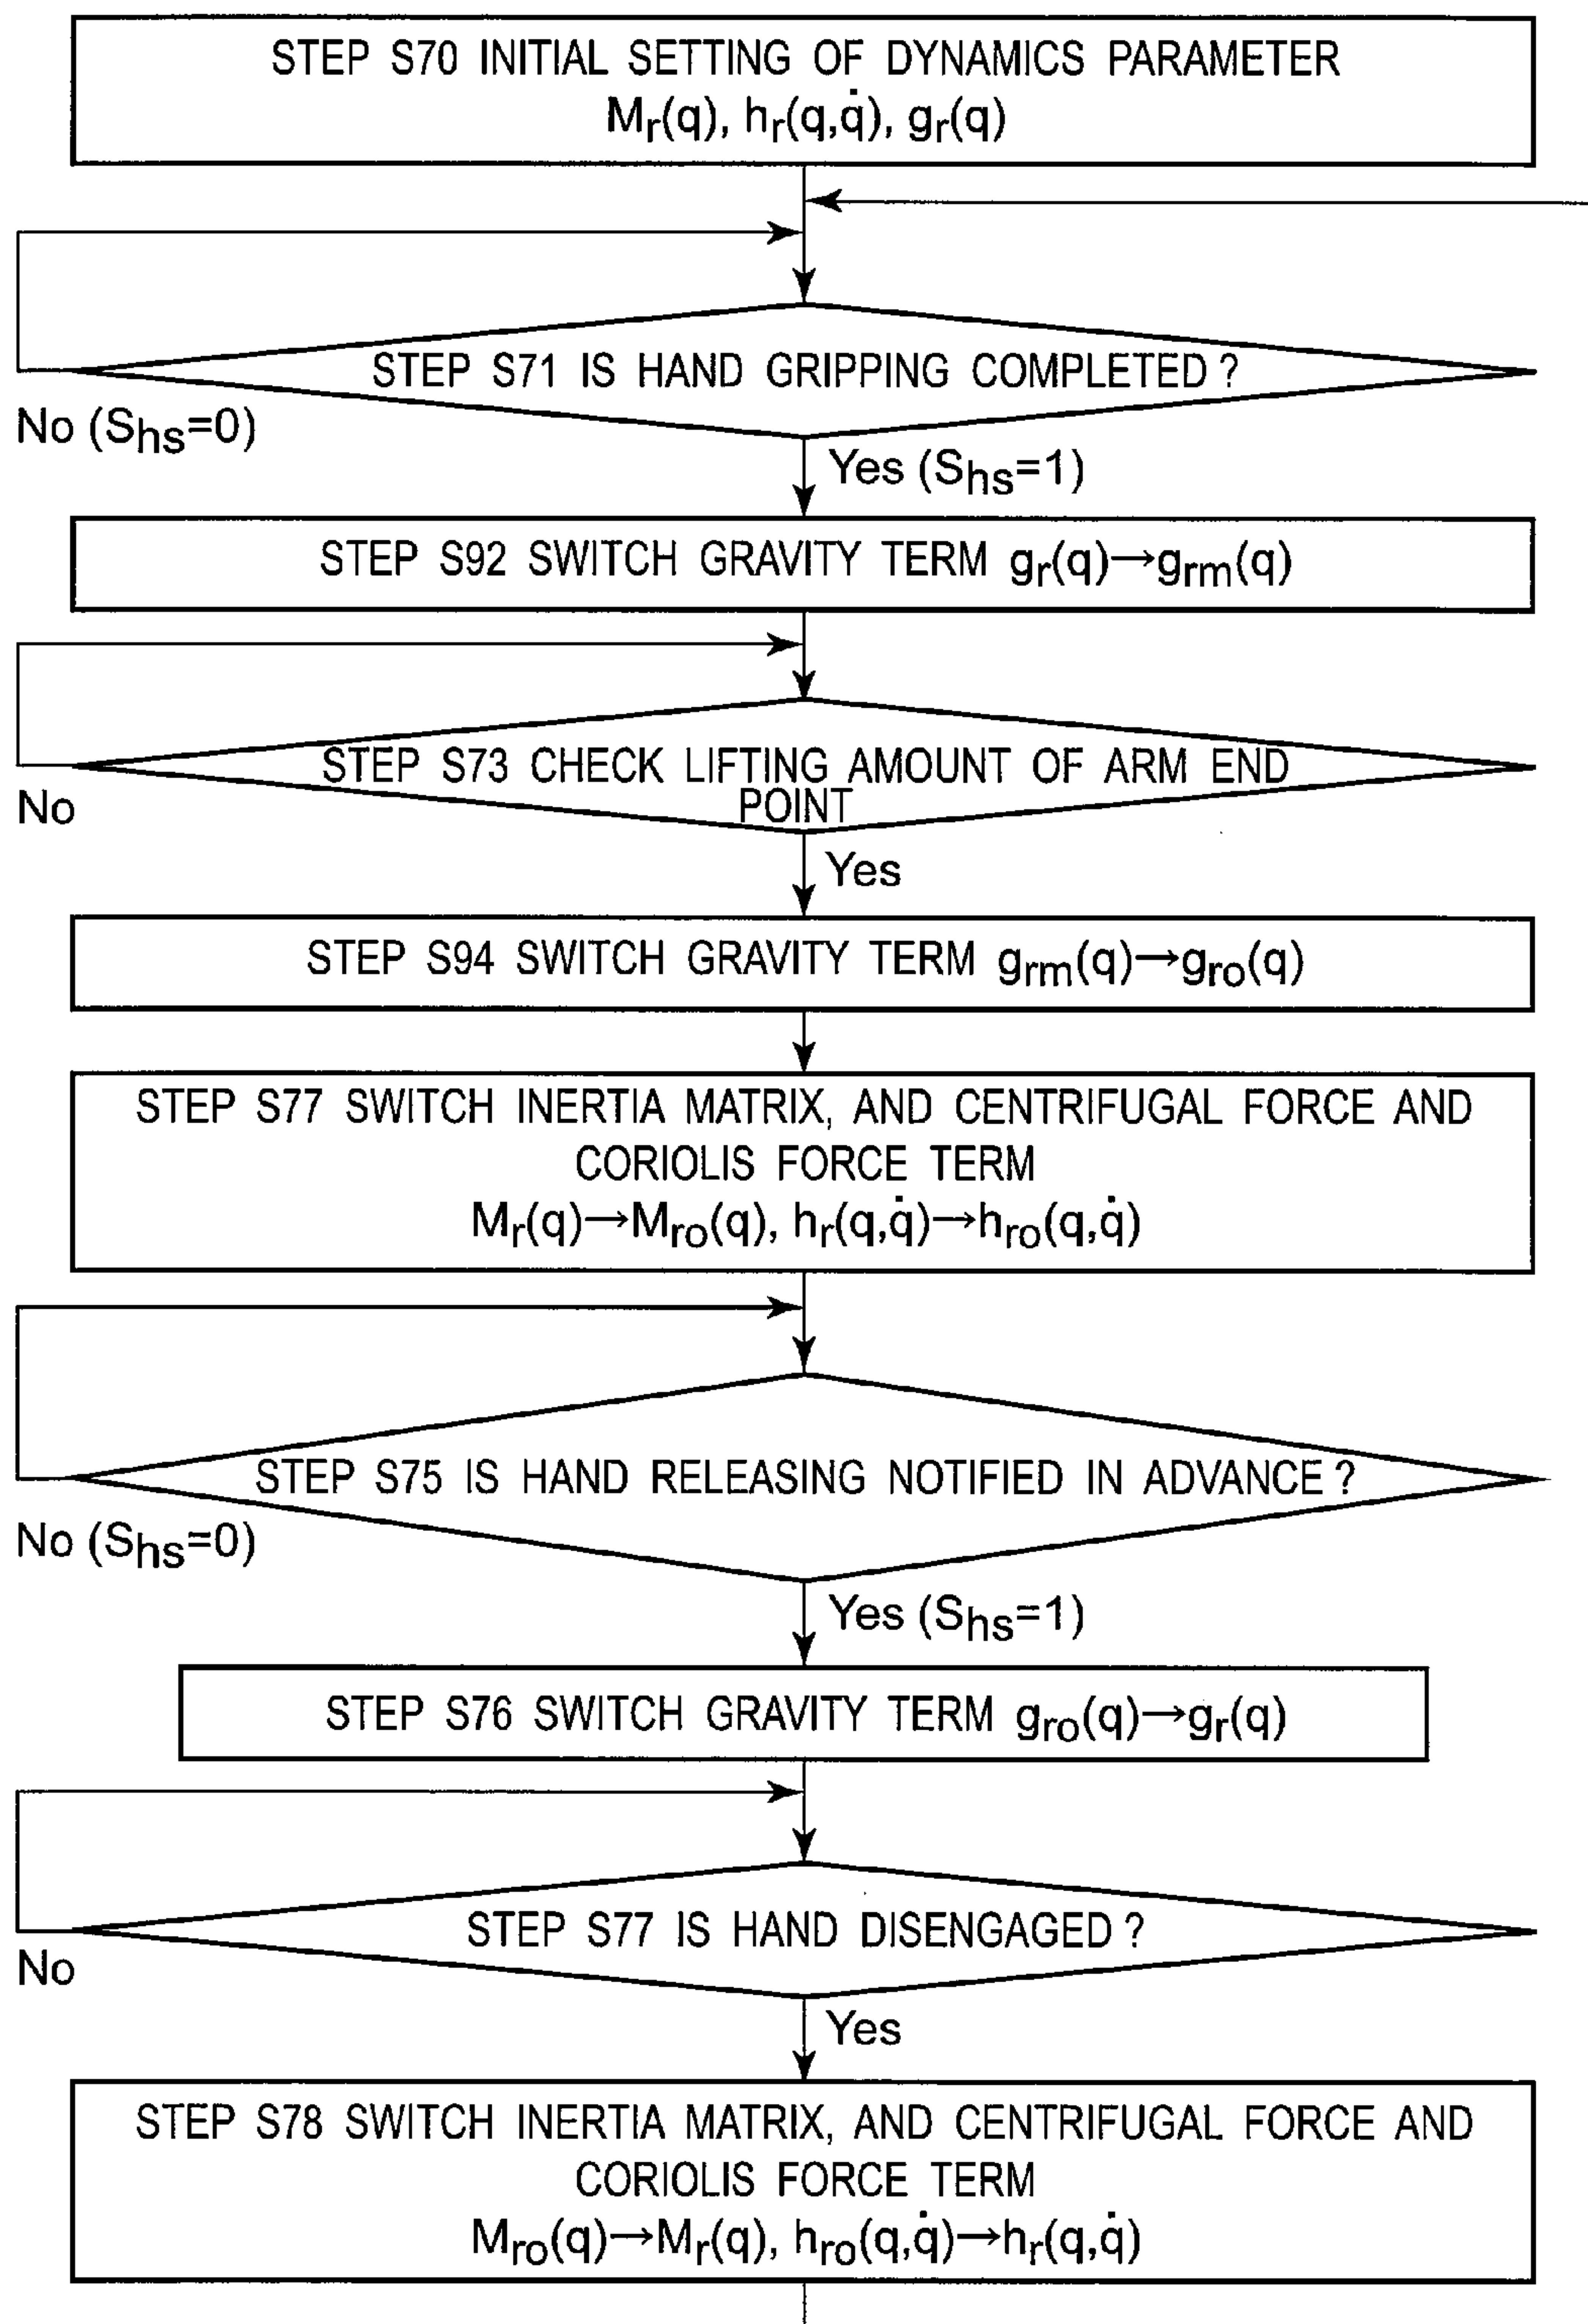 STEP S70 INITIAL SETTING OF DYNAMICS PARAMETER
Mr(q), hr(q,q̇), gr(q)
STEP S71 IS HAND GRIPPING COMPLETED ?
No (Shs=0)
Yes (Shs=1)
STEP S92 SWITCH GRAVITY TERM gr(q)→grm(q)
STEP S73 CHECK LIFTING AMOUNT OF ARM END
POINT
No
Yes
STEP S94 SWITCH GRAVITY TERM grm(q)→gro(q)
STEP S77 SWITCH INERTIA MATRIX, AND CENTRIFUGAL FORCE AND
CORIOLIS FORCE TERM
Mr(q)→Mro(q), hr(q,q̇)→hro(q,q̇)
STEP S75 IS HAND RELEASING NOTIFIED IN ADVANCE ?
No (Shs=0)
Yes (Shs=1)
STEP S76 SWITCH GRAVITY TERM gro(q)→gr(q)
STEP S77 IS HAND DISENGAGED ?
No
Yes
STEP S78 SWITCH INERTIA MATRIX, AND CENTRIFUGAL FORCE AND
CORIOLIS FORCE TERM
Mro(q)→Mr(q), hro(q,q̇)→hr(q,q̇)